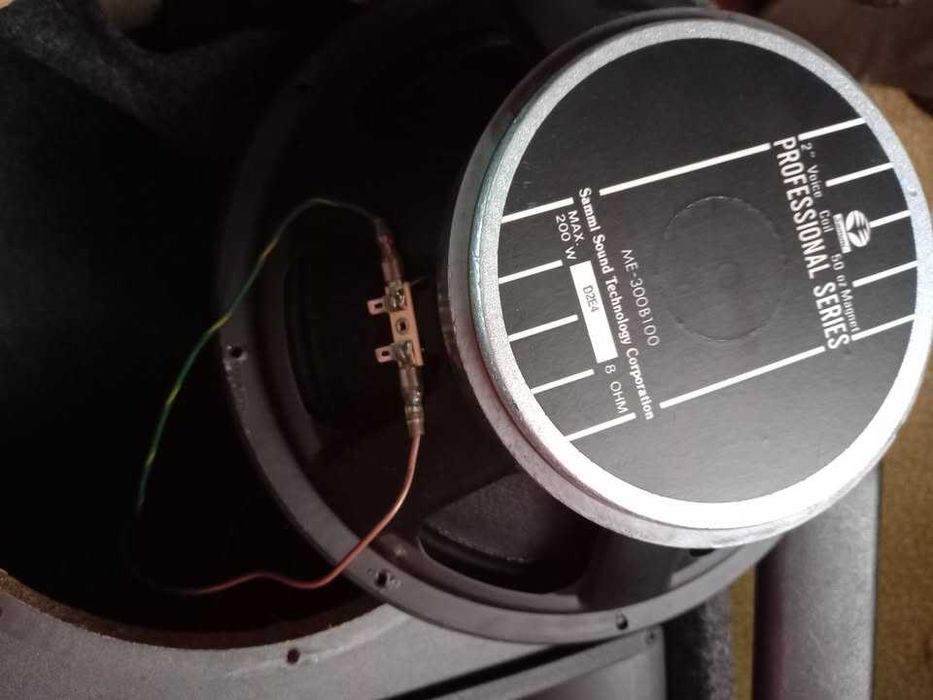 2" Voice Coil 60 oz Magnet
PROFESSIONAL SERIES
ME-300B100
Sammi Sound Technology Corporation
MAX.
200 W
D2E4
8 OHM